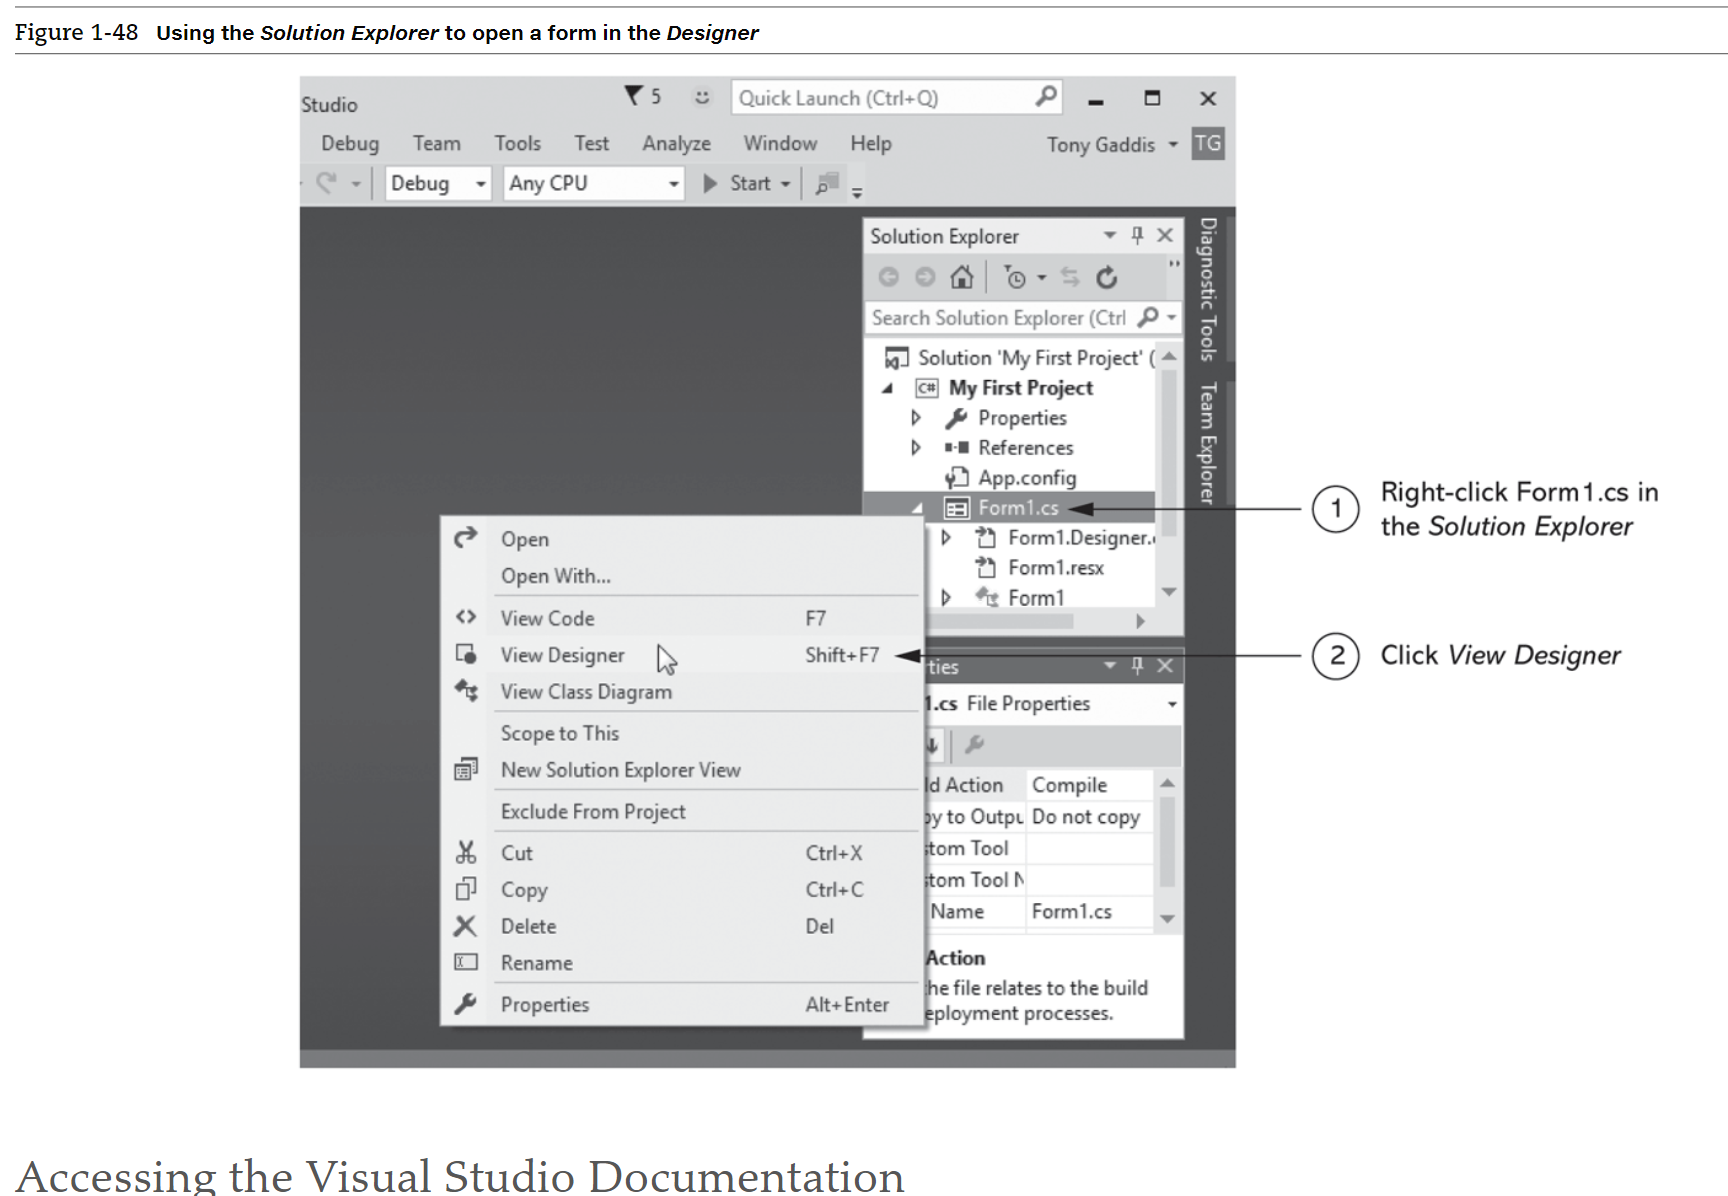 Figure 1-48 Using the Solution Explorer to open a form in the Designer
Studio
5
Quick Launch (Ctrl+Q)
Debug Team Tools Test Analyze Window Help
Tony Gaddis TG
Debug
Any CPU
Start
Solution Explorer
Search Solution Explorer (Ctrl
Solution 'My First Project' (
C# My First Project
Properties
References
App.config
Form1.cs
Form1.Designer.
Form1.resx
Form1
Diagnostic Tools
Team Explorer
1 Right-click Form1.cs in
the Solution Explorer
2 Click View Designer
Open
Open With...
View Code F7
View Designer Shift+F7
View Class Diagram
Scope to This
New Solution Explorer View
Exclude From Project
Cut Ctrl+X
Copy Ctrl+C
Delete Del
Rename
Properties Alt+Enter
ties
1.cs File Properties
ld Action Compile
py to Outpu Do not copy
stom Tool
stom Tool N
Name Form1.cs
Action
he file relates to the build
eployment processes.
Accessing the Visual Studio Documentation